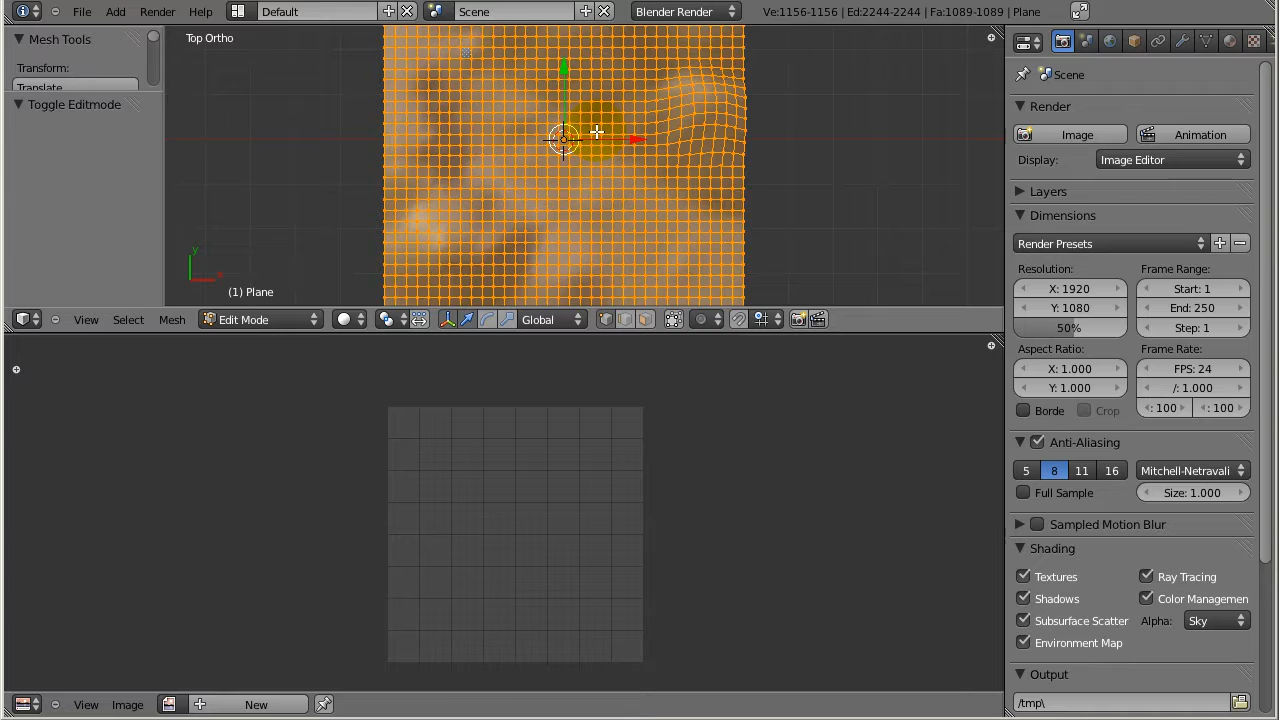 File Add Render Help Default Scene Blender Render Ve:1156-1156 | Ed:2244-2244 | Fa:1089-1089 | Plane
Mesh Tools
Transform:
Translate
Toggle Editmode
Top Ortho
y
x
(1) Plane
View Select Mesh Edit Mode Global
View Image New
Scene
Render
Image Animation
Display: Image Editor
Layers
Dimensions
Render Presets
Resolution: Frame Range:
X: 1920 Start: 1
Y: 1080 End: 250
50% Step: 1
Aspect Ratio: Frame Rate:
X: 1.000 FPS: 24
Y: 1.000 /: 1.000
Borde Crop : 100 : 100
Anti-Aliasing
5 8 11 16 Mitchell-Netravali
Full Sample Size: 1.000
Sampled Motion Blur
Shading
Textures Ray Tracing
Shadows Color Managemen
Subsurface Scatter Alpha: Sky
Environment Map
Output
/tmp\